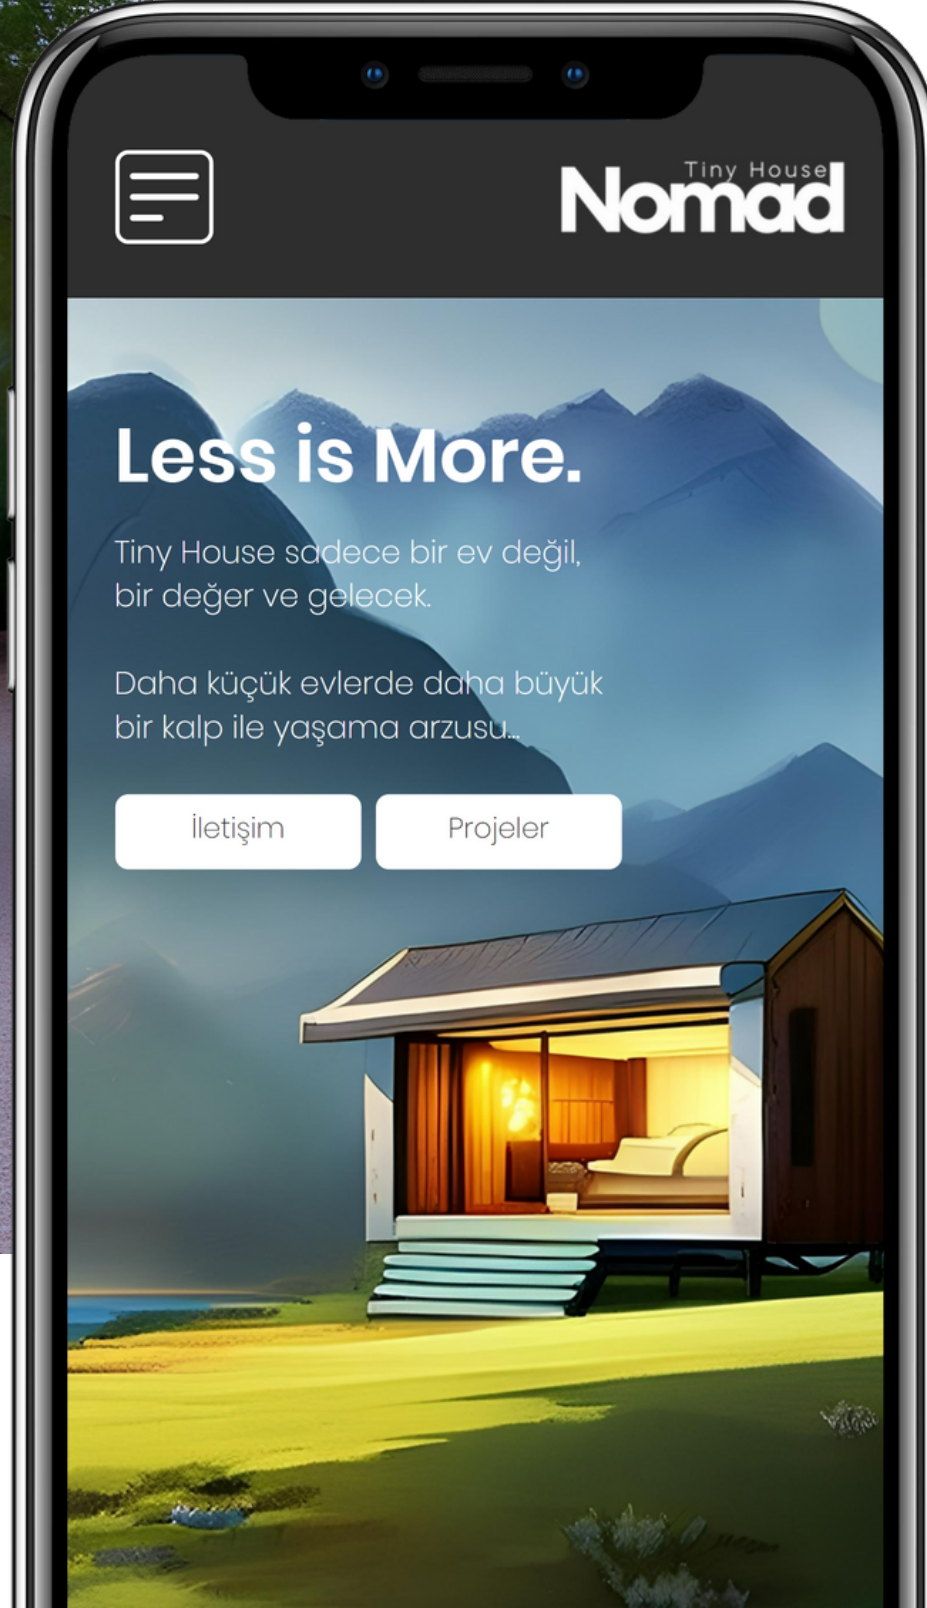 Tiny House
Nomad
Less is More.
Tiny House sadece bir ev değil,
bir değer ve gelecek.
Daha küçük evlerde daha büyük
bir kalp ile yaşama arzusu...
İletişim
Projeler